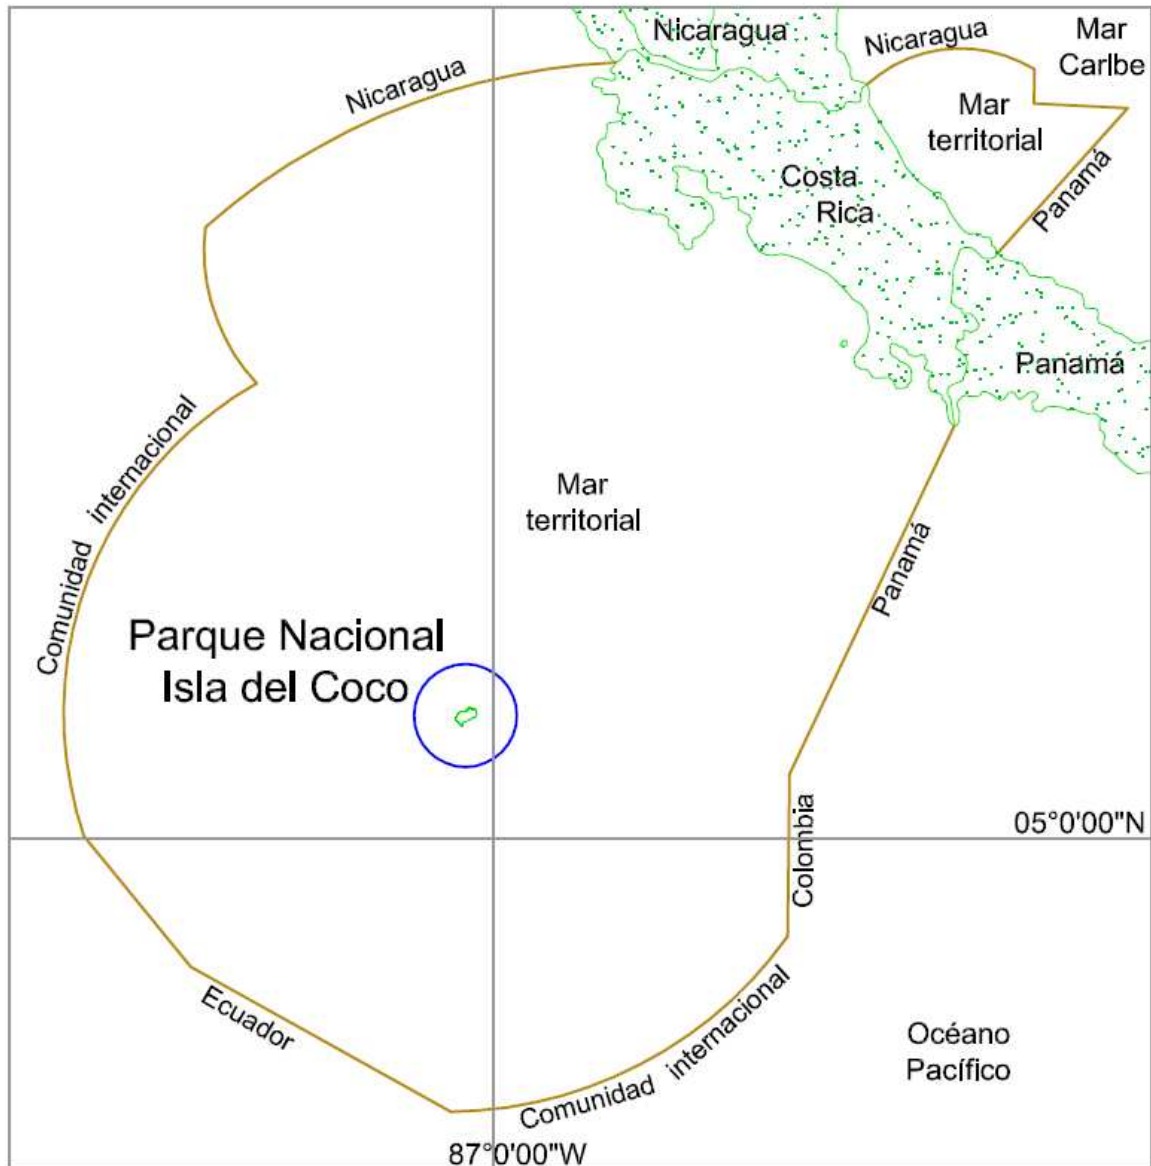 Nicaragua
Nicaragua
Mar
CarIbe
Nicaragua
Mar
territorial
Costa
Rica
Panamá
Panamá
Comunidad internacional
Mar
territorial
Panamá
Parque Nacional
Isla del Coco
Colombia
05°0'00"N
Ecuador
Comunidad internacional
Océano
Pacífico
87°0'00"W